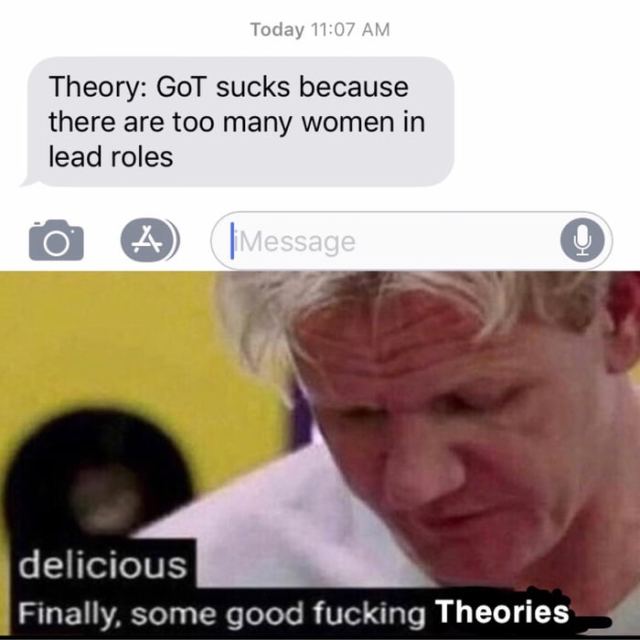 Today 11:07 AM
Theory: GoT sucks because
there are too many women in
lead roles
iMessage
delicious
Finally, some good fucking Theories